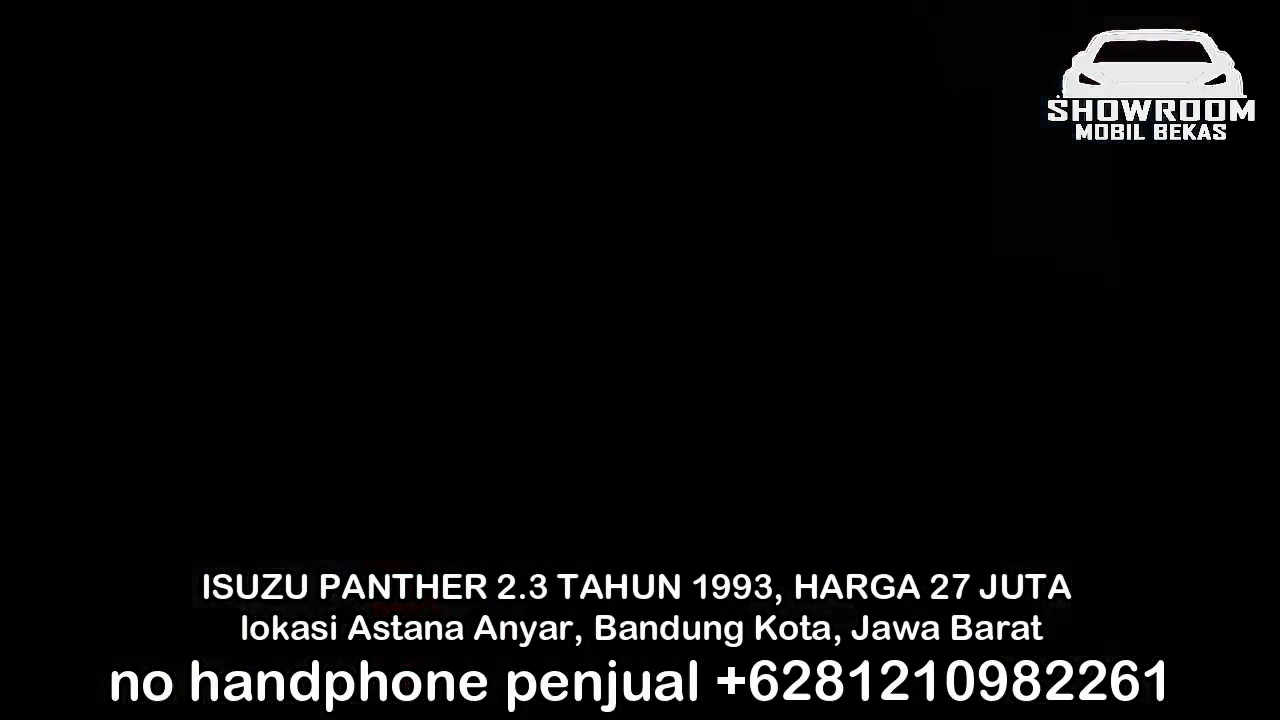 SHOWROOM
MOBIL BEKAS
ISUZU PANTHER 2.3 TAHUN 1993, HARGA 27 JUTA
lokasi Astana Anyar, Bandung Kota, Jawa Barat
no handphone penjual +6281210982261